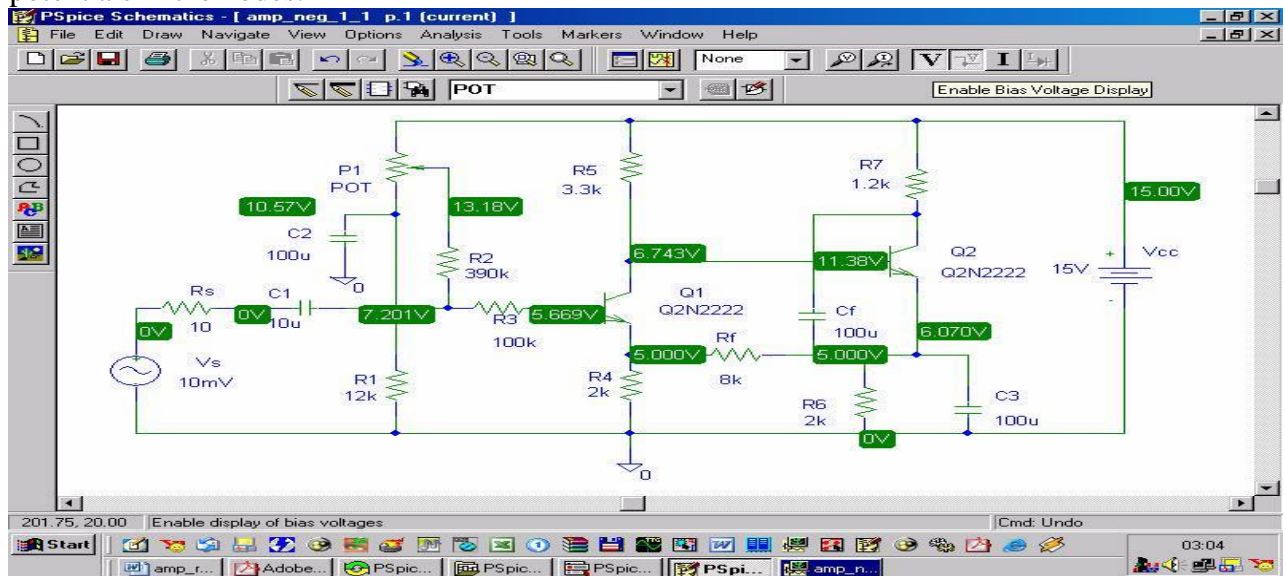 PSpice Schematics - [ amp_neg_1_1 p.1 (current) ]
File Edit Draw Navigate View Options Analysis Tools Markers Window Help
None
V
I
POT
Enable Bias Voltage Display
P1
POT
R5
3.3k
R7
1.2k
15.00V
10.57V
13.18V
C2
100u
0
R2
390k
6.743V
11.38V
Q2
Q2N2222
15V
+
Vcc
-
Rs
10
0V
C1
10u
7.201V
R3
100k
5.669V
Q1
Q2N2222
Cf
100u
6.070V
0V
Vs
10mV
R1
12k
5.000V
R4
2k
Rf
8k
5.000V
R6
2k
C3
100u
0V
0
201.75, 20.00 Enable display of bias voltages Cmd: Undo
Start
03:04
amp_r... Adobe... PSpic... PSpic... PSpic... PSpi... amp_n...